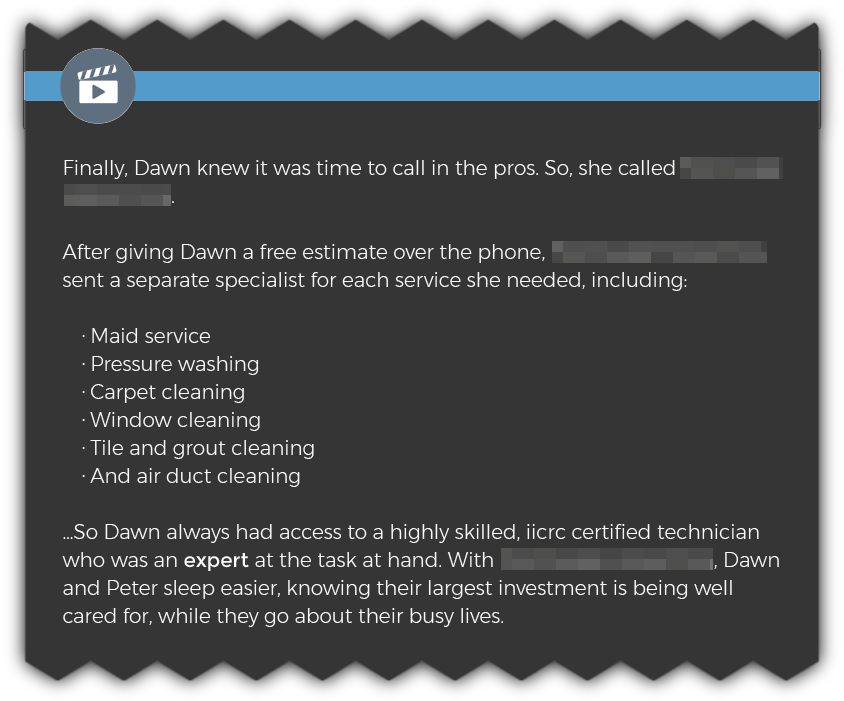 Finally, Dawn knew it was time to call in the pros. So, she called
.
After giving Dawn a free estimate over the phone,
sent a separate specialist for each service she needed, including:
· Maid service
· Pressure washing
· Carpet cleaning
· Window cleaning
· Tile and grout cleaning
· And air duct cleaning
...So Dawn always had access to a highly skilled, iicrc certified technician
who was an expert at the task at hand. With , Dawn
and Peter sleep easier, knowing their largest investment is being well
cared for, while they go about their busy lives.